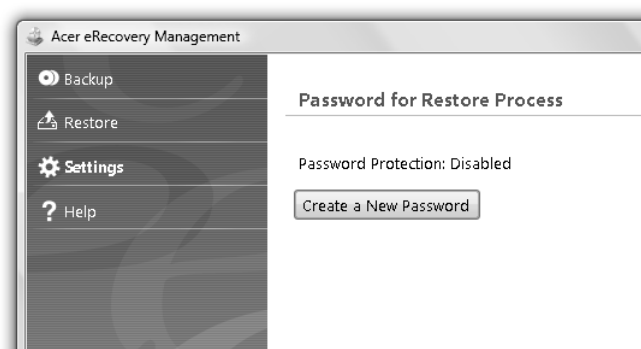 Acer eRecovery Management
Backup
Restore
Settings
Help
Password for Restore Process
Password Protection: Disabled
Create a New Password